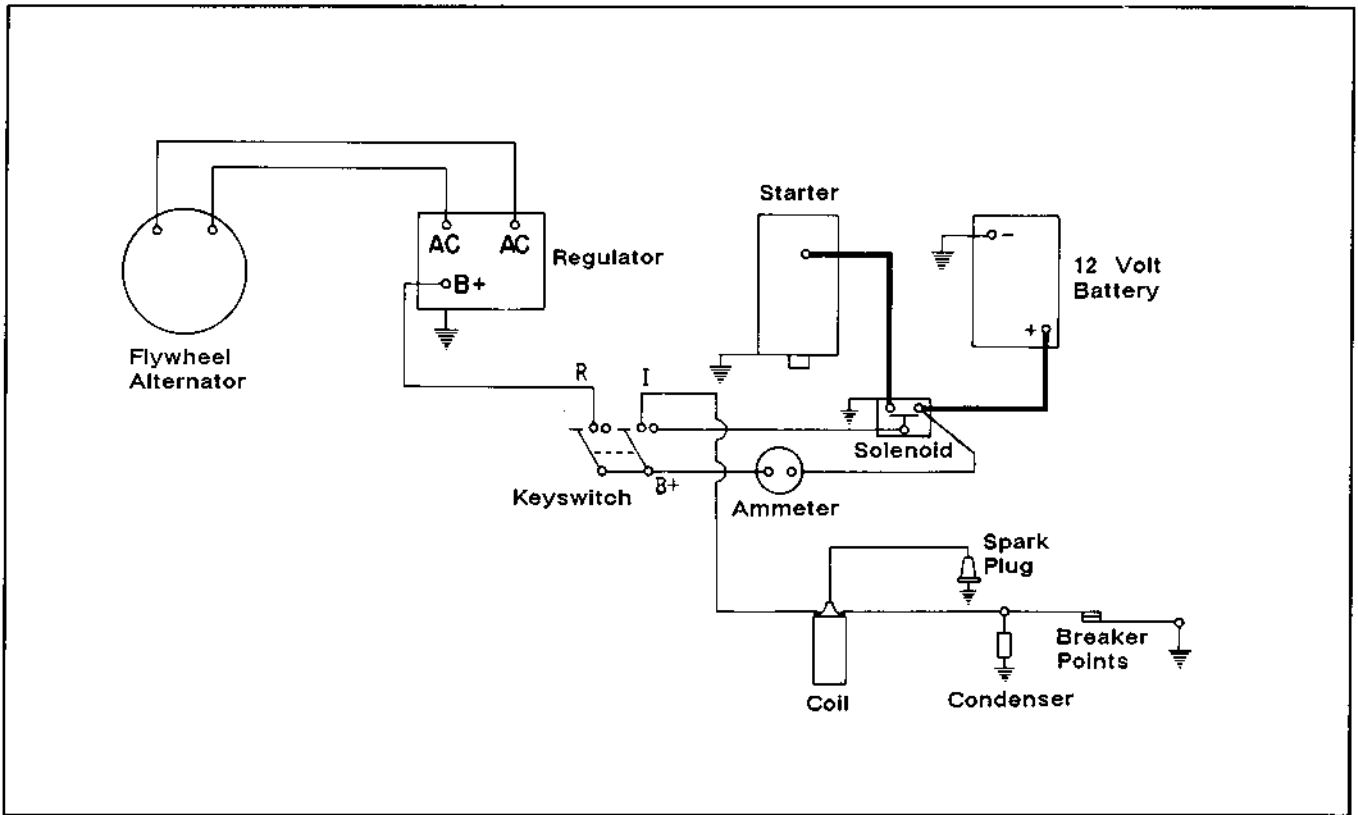 Starter
AC AC
Regulator
B+
-
12 Volt
Battery
+
Flywheel
Alternator
R
I
Solenoid
Keyswitch
B+
Ammeter
Spark
Plug
Breaker
Points
Coil
Condenser